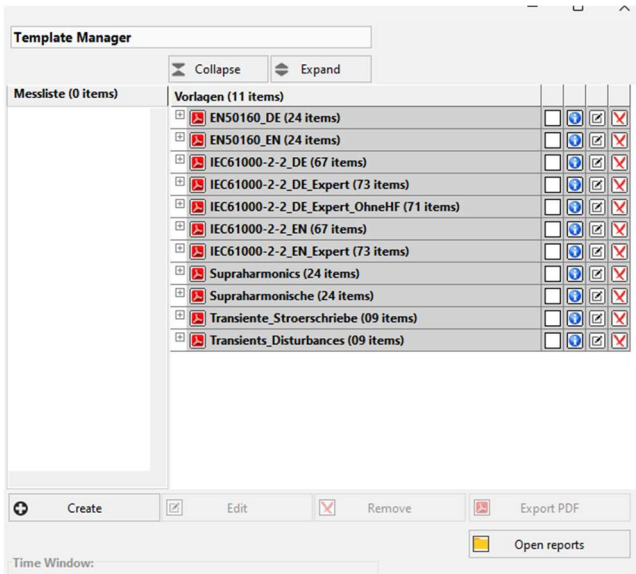 Template Manager
Collapse Expand
Messliste (0 items) Vorlagen (11 items)
EN50160_DE (24 items)
EN50160_EN (24 items)
IEC61000-2-2_DE (67 items)
IEC61000-2-2_DE_Expert (73 items)
IEC61000-2-2_DE_Expert_OhneHF (71 items)
IEC61000-2-2_EN (67 items)
IEC61000-2-2_EN_Expert (73 items)
Supraharmonics (24 items)
Supraharmonische (24 items)
Transiente_Stroerschriebe (09 items)
Transients_Disturbances (09 items)
Create Edit Remove Export PDF
Open reports
Time Window: